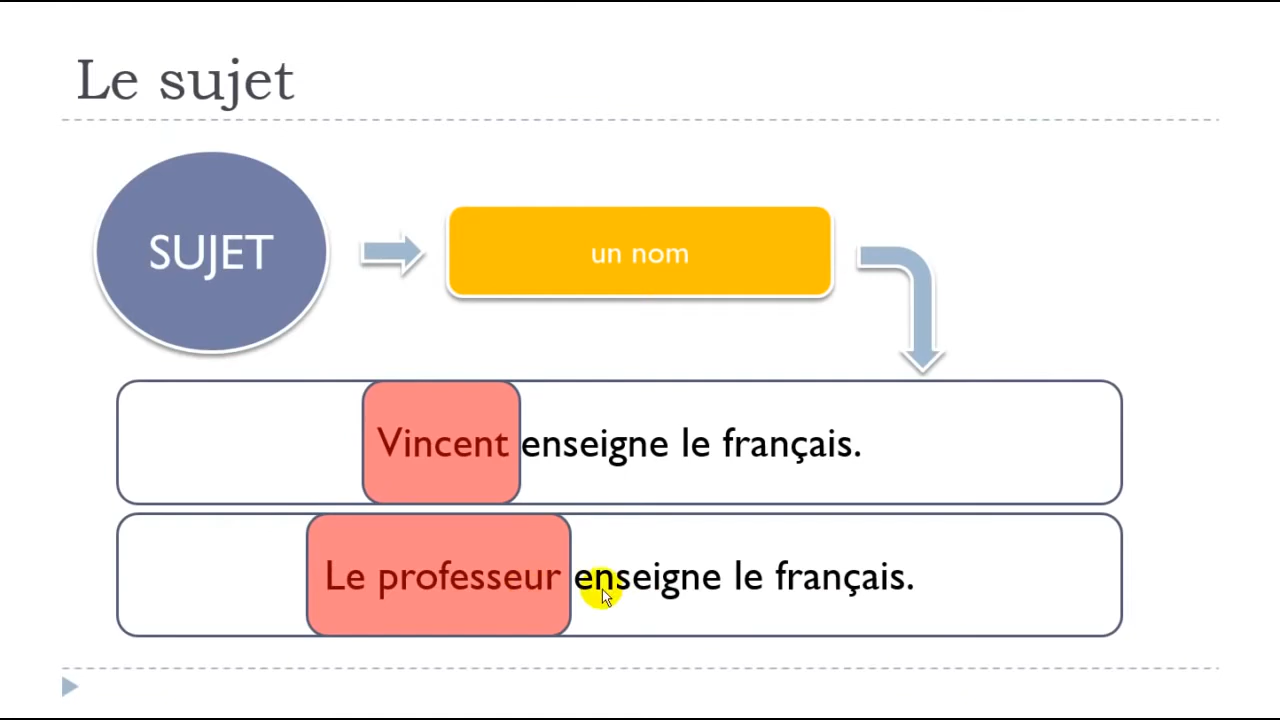 Le sujet
SUJET
un nom
Vincent enseigne le français.
Le professeur enseigne le français.